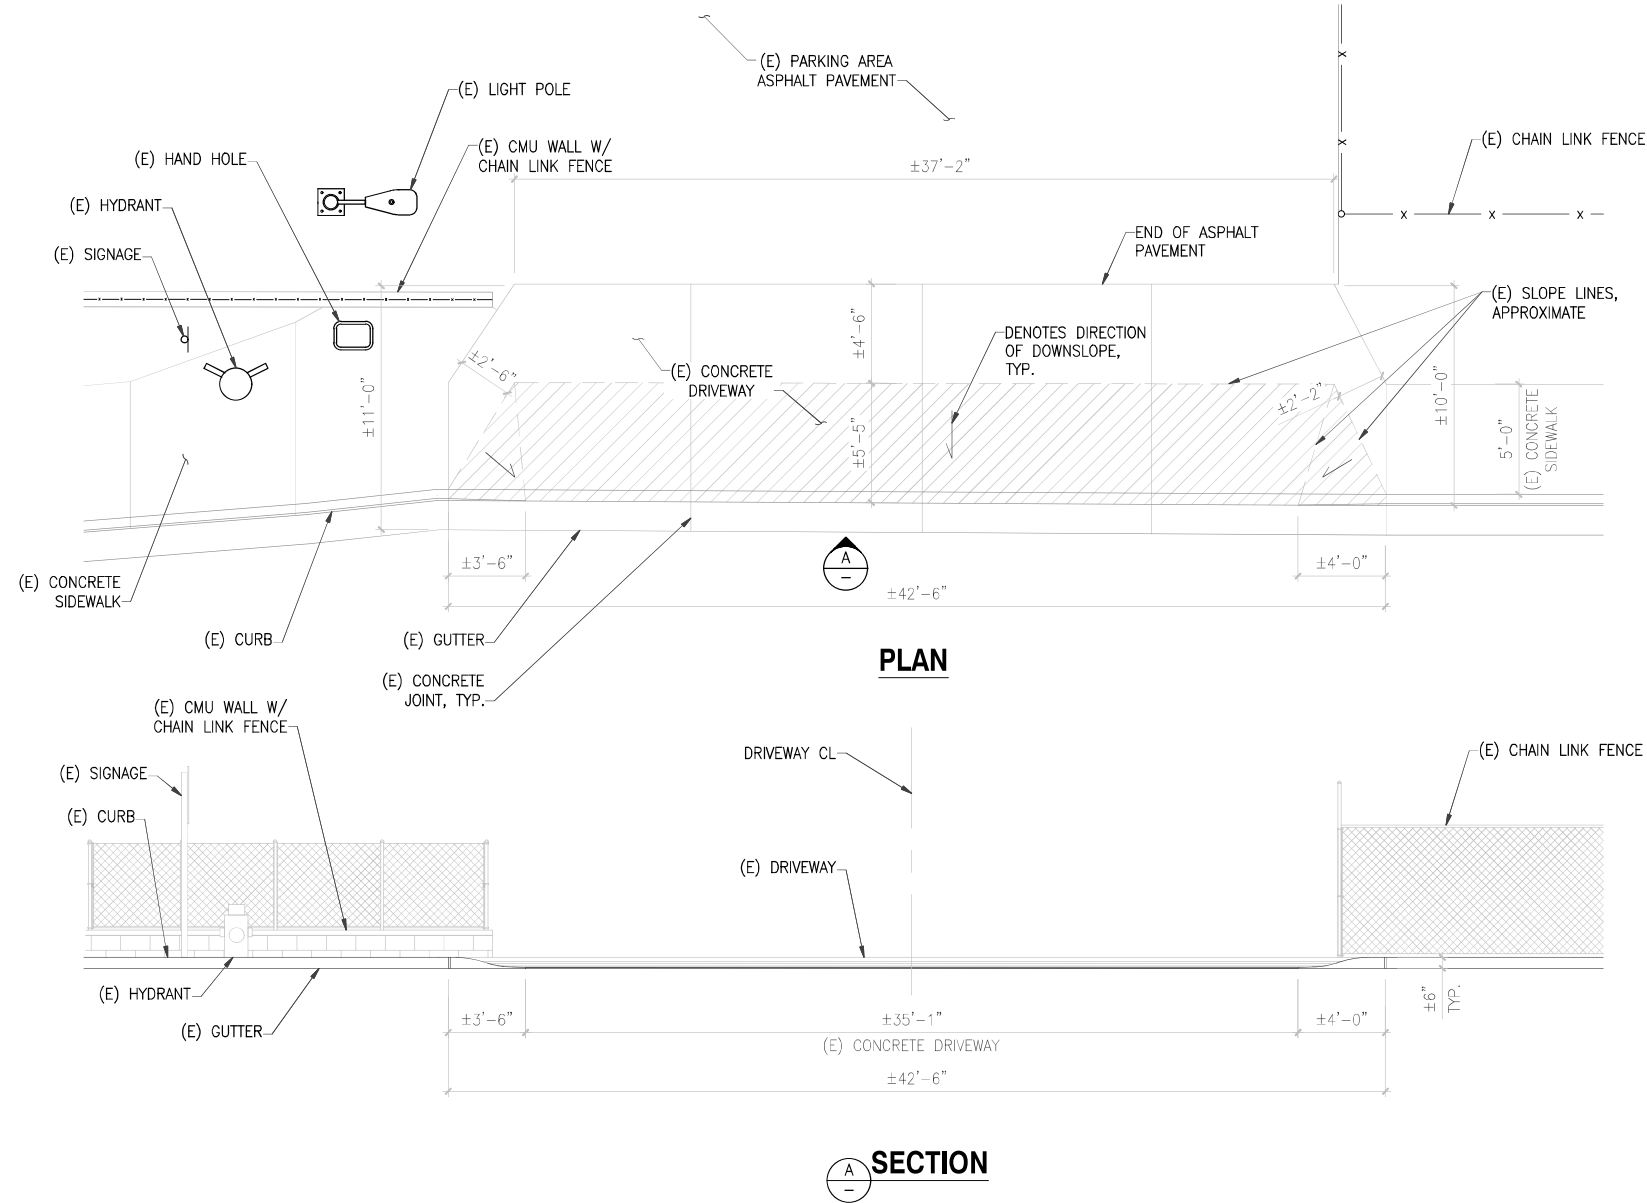 (E) PARKING AREA
ASPHALT PAVEMENT
(E) LIGHT POLE
(E) CMU WALL W/
CHAIN LINK FENCE
(E) CHAIN LINK FENCE
(E) HAND HOLE
±37'-2"
(E) HYDRANT
X
X
X
X
X
(E) SIGNAGE
END OF ASPHALT
PAVEMENT
(E) SLOPE LINES,
APPROXIMATE
±4'-6"
DENOTES DIRECTION
OF DOWNSLOPE,
TYP.
±2'-6"
(E) CONCRETE
DRIVEWAY
±2'-2"
±10'-0"
±11'-0"
±5'-5"
5'-0"
(E) CONCRETE
SIDEWALK
A
–
±3'-6"
±4'-0"
±42'-6"
(E) CONCRETE
SIDEWALK
(E) CURB
(E) GUTTER
(E) CONCRETE
JOINT, TYP.
PLAN
(E) CMU WALL W/
CHAIN LINK FENCE
DRIVEWAY CL
(E) CHAIN LINK FENCE
(E) SIGNAGE
(E) CURB
(E) DRIVEWAY
(E) HYDRANT
(E) GUTTER
±6"
TYP.
±3'-6"
±35'-1"
±4'-0"
(E) CONCRETE DRIVEWAY
±42'-6"
A
–
SECTION